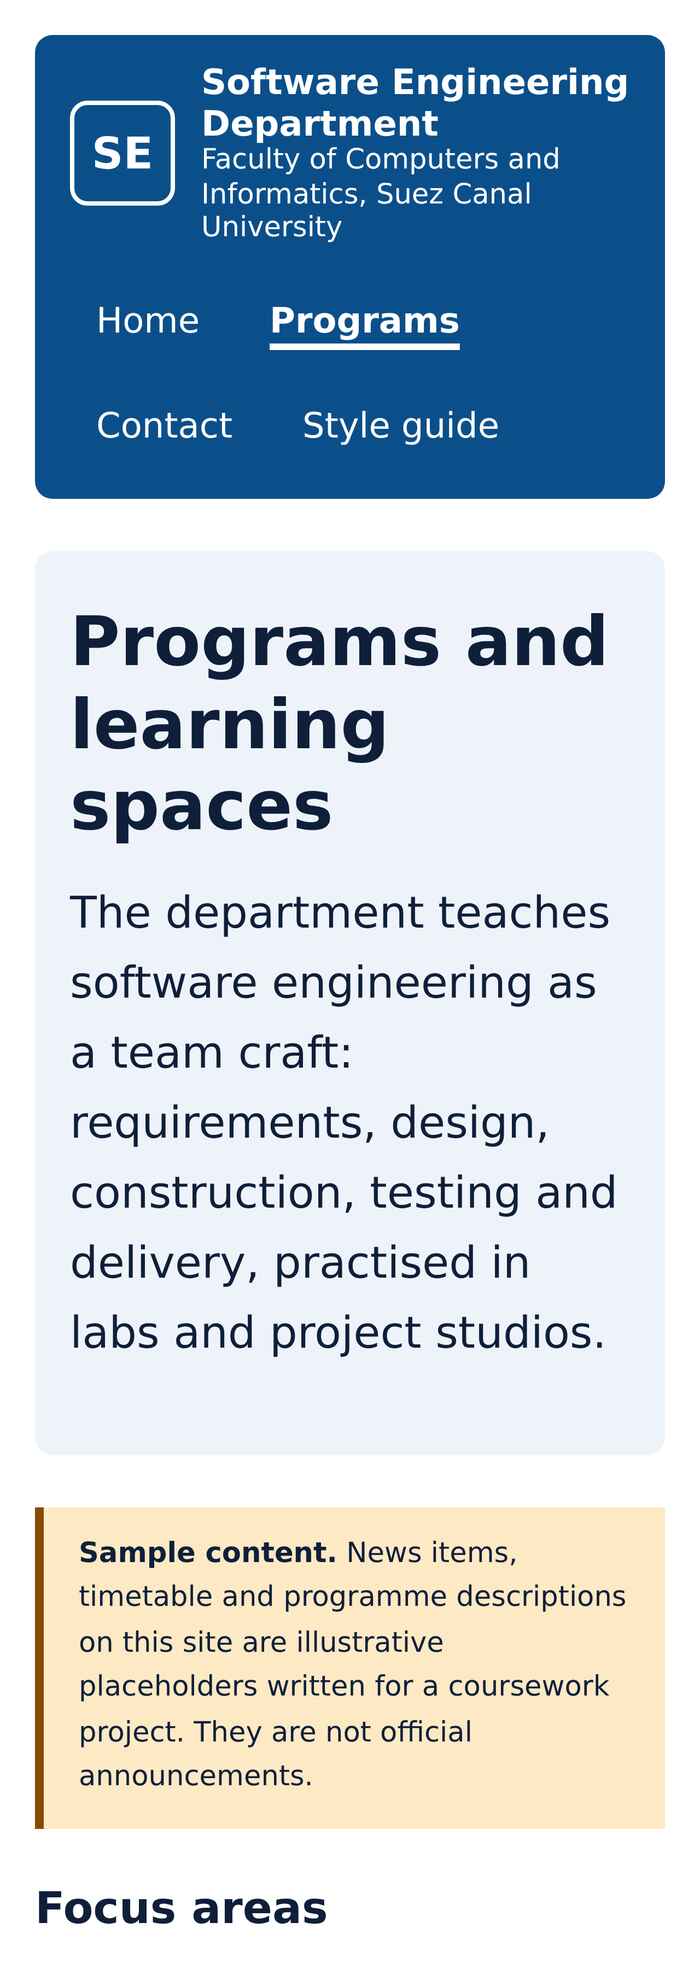 SE
Software Engineering
Department
Faculty of Computers and
Informatics, Suez Canal
University
Home Programs
Contact Style guide
Programs and
learning
spaces
The department teaches
software engineering as
a team craft:
requirements, design,
construction, testing and
delivery, practised in
labs and project studios.
Sample content. News items,
timetable and programme descriptions
on this site are illustrative
placeholders written for a coursework
project. They are not official
announcements.
Focus areas